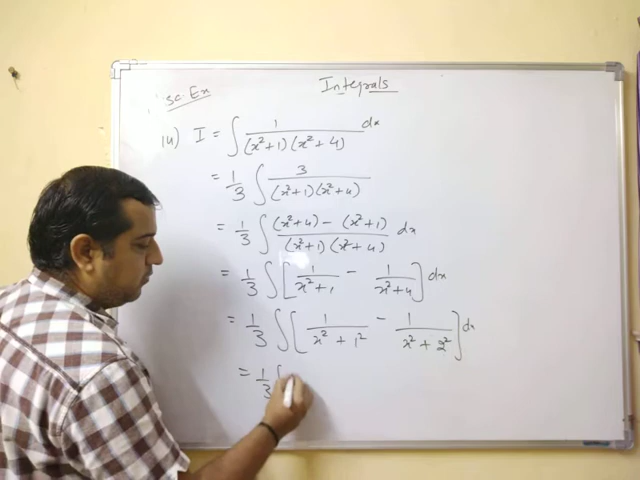 Integrals
sc. Ex
14) I = ∫ 1/((x²+1)(x²+4)) dx
= 1/3 ∫ 3/((x²+1)(x²+4))
= 1/3 ∫ ((x²+4) - (x²+1))/((x²+1)(x²+4)) dx
= 1/3 ∫ [1/(x²+1) - 1/(x²+4)] dx
= 1/3 ∫ [1/(x² + 1²) - 1/(x² + 2²)] dx
= 1/3 ∫